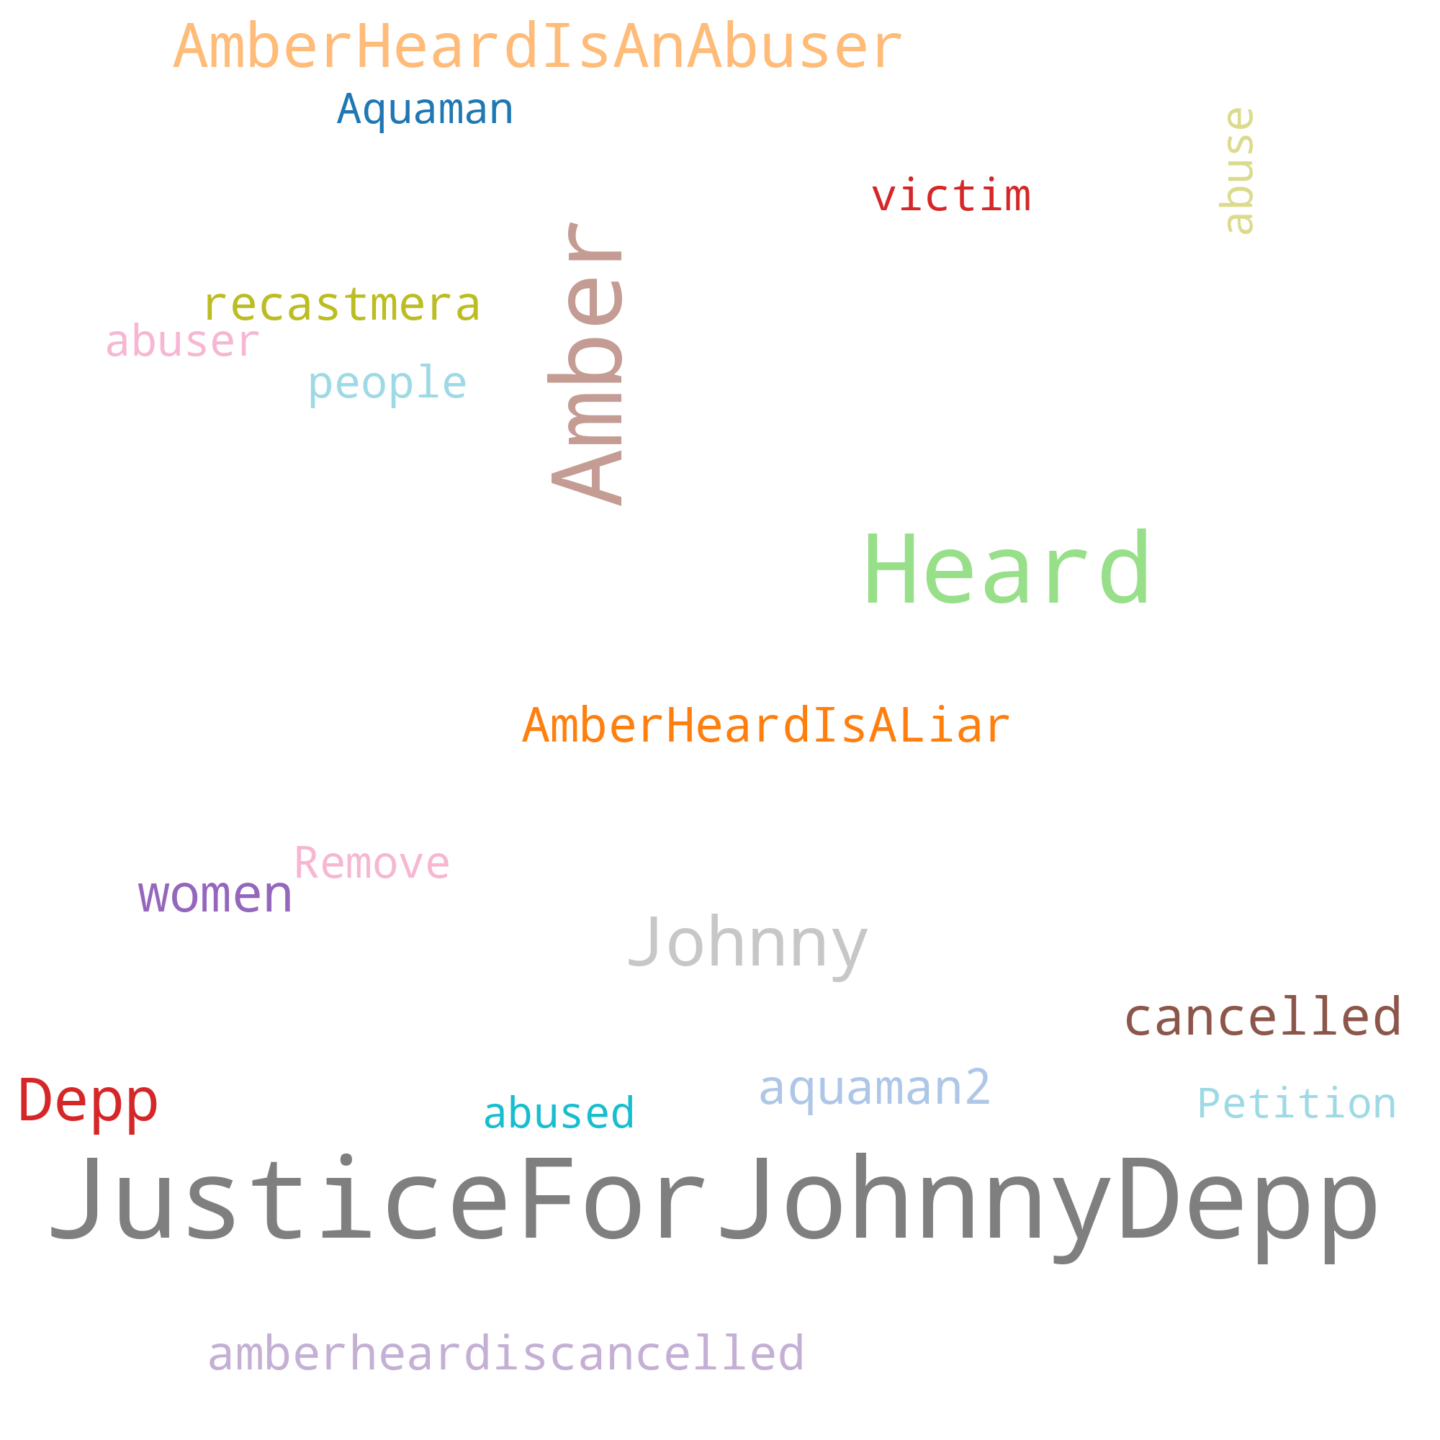 AmberHeardIsAnAbuser
Aquaman
abuse
victim
Amber
recastmera
abuser
people
Heard
AmberHeardIsALiar
Remove
women
Johnny
cancelled
Depp
abused
aquaman2
Petition
JusticeForJohnnyDepp
amberheardiscancelled